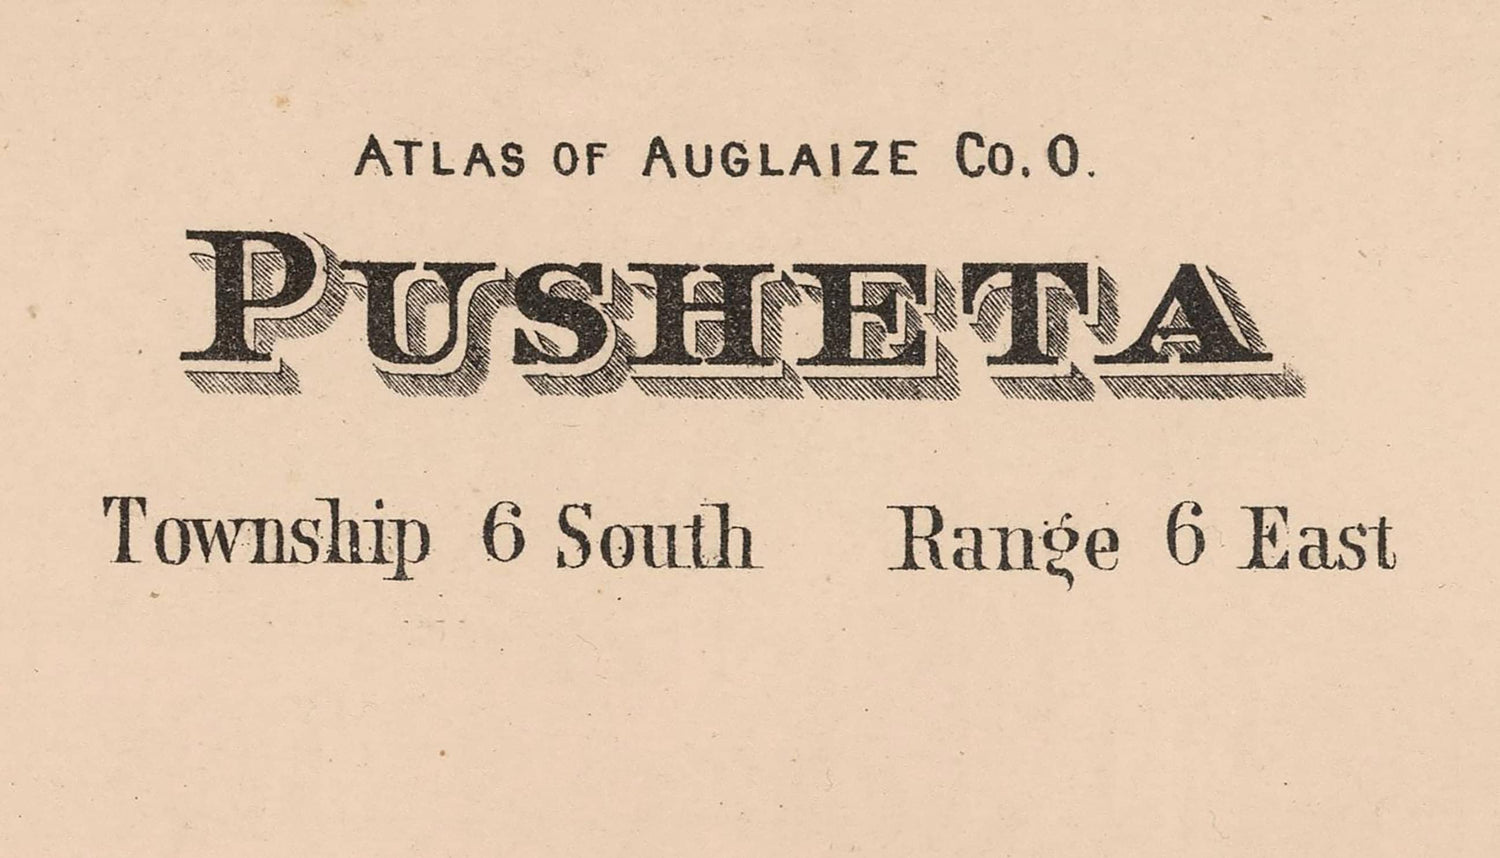 ATLAS OF AUGLAIZE CO. O.
PUSHETA
Township 6 South Range 6 East